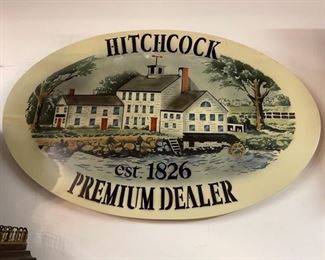 HITCHCOCK
est. 1826
PREMIUM DEALER